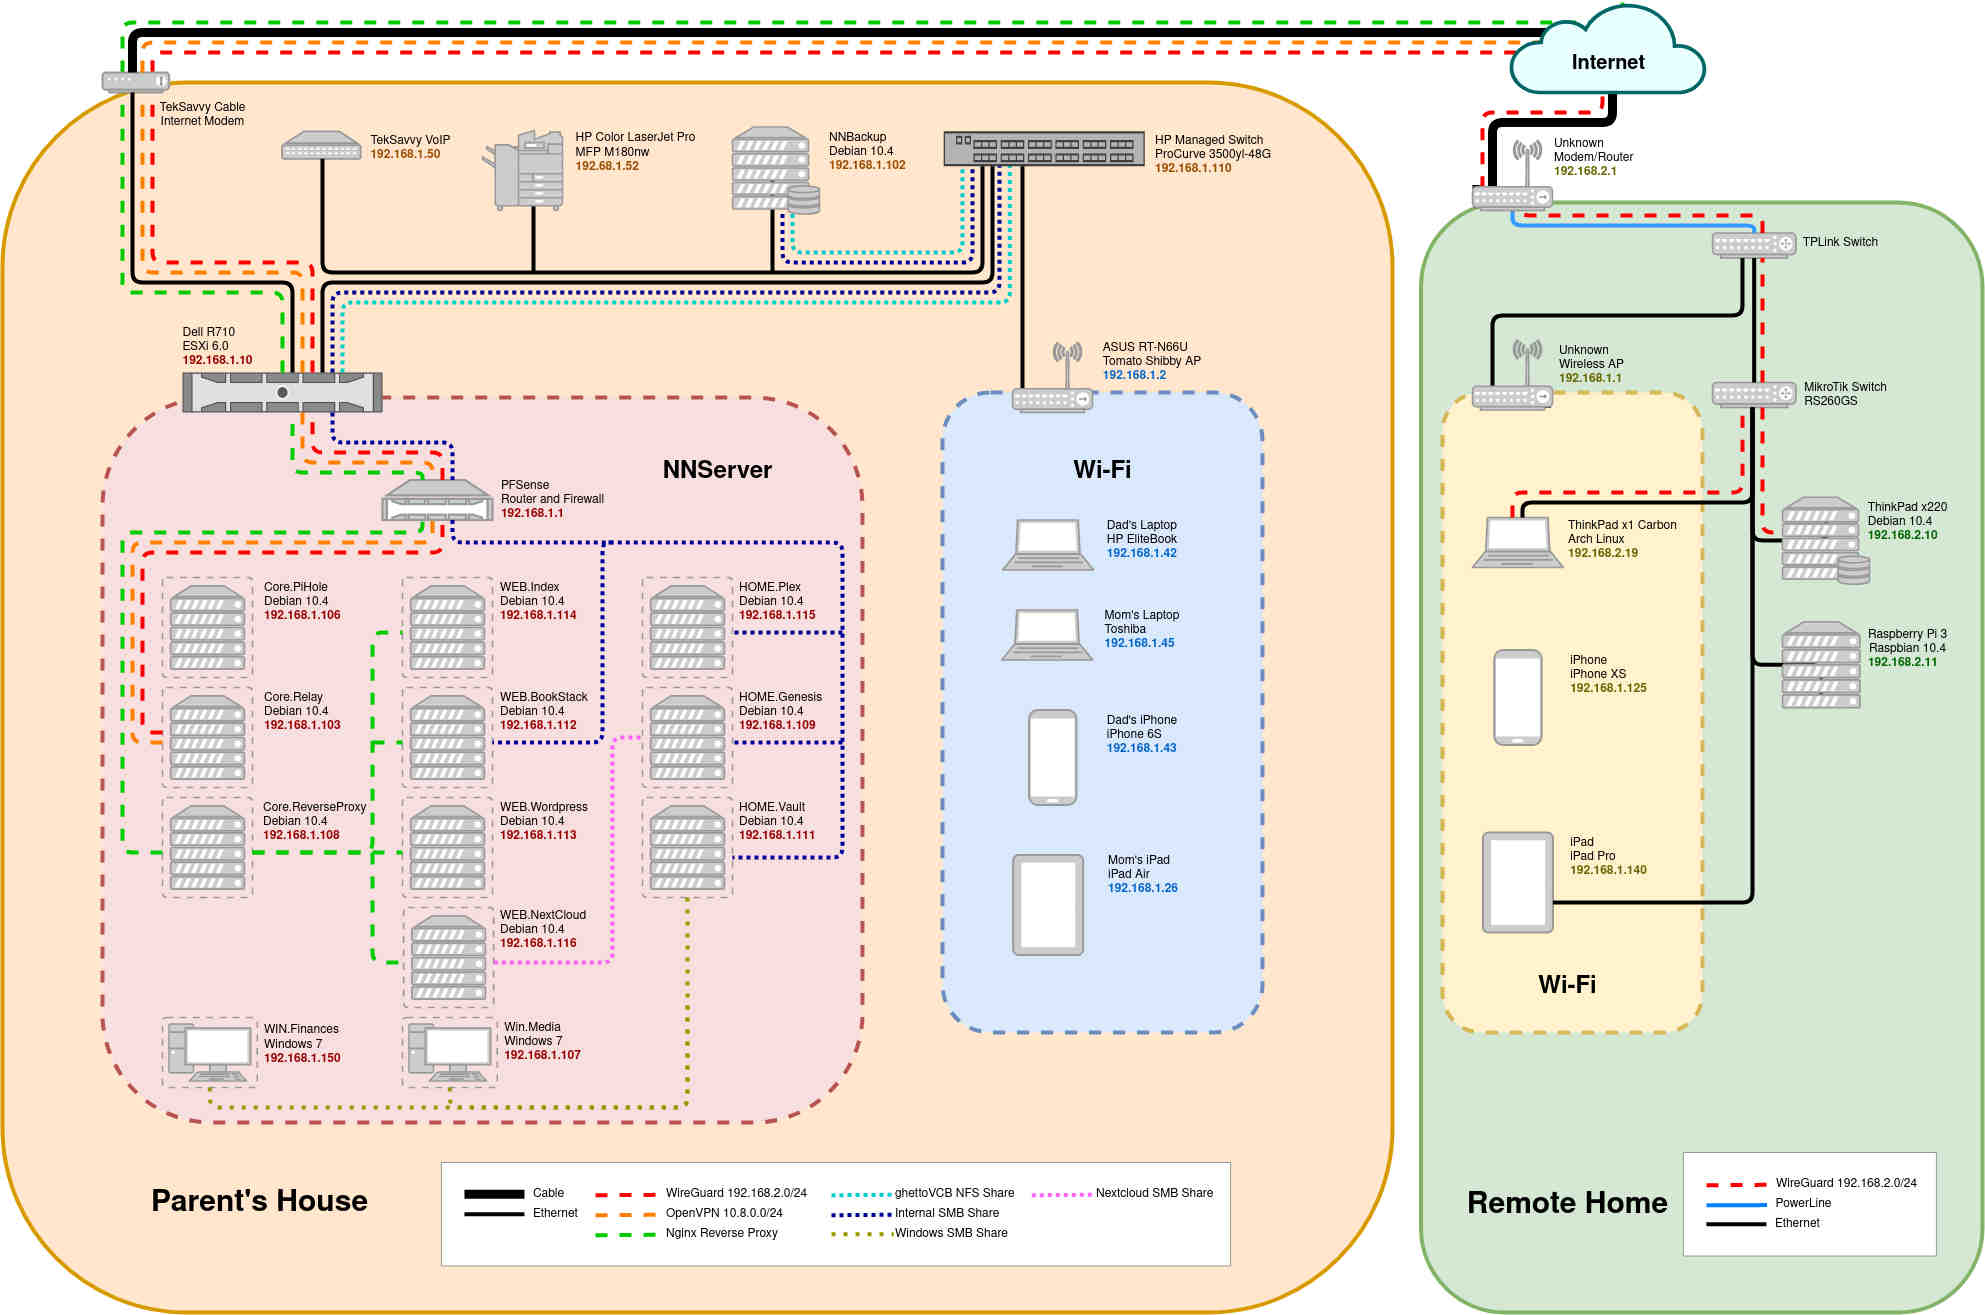 Internet
TekSavvy Cable
Internet Modem
TekSavvy VoIP
192.168.1.50
HP Color LaserJet Pro
MFP M180nw
192.68.1.52
NNBackup
Debian 10.4
192.168.1.102
HP Managed Switch
ProCurve 3500yl-48G
192.168.1.110
Dell R710
ESXi 6.0
192.168.1.10
ASUS RT-N66U
Tomato Shibby AP
192.168.1.2
NNServer
PFSense
Router and Firewall
192.168.1.1
Core.PiHole
Debian 10.4
192.168.1.106
WEB.Index
Debian 10.4
192.168.1.114
HOME.Plex
Debian 10.4
192.168.1.115
Core.Relay
Debian 10.4
192.168.1.103
WEB.BookStack
Debian 10.4
192.168.1.112
HOME.Genesis
Debian 10.4
192.168.1.109
Core.ReverseProxy
Debian 10.4
192.168.1.108
WEB.Wordpress
Debian 10.4
192.168.1.113
HOME.Vault
Debian 10.4
192.168.1.111
WEB.NextCloud
Debian 10.4
192.168.1.116
WIN.Finances
Windows 7
192.168.1.150
Win.Media
Windows 7
192.168.1.107
Wi-Fi
Dad's Laptop
HP EliteBook
192.168.1.42
Mom's Laptop
Toshiba
192.168.1.45
Dad's iPhone
iPhone 6S
192.168.1.43
Mom's iPad
iPad Air
192.168.1.26
Parent's House
Cable
Ethernet
WireGuard 192.168.2.0/24
OpenVPN 10.8.0.0/24
Nginx Reverse Proxy
ghettoVCB NFS Share
Internal SMB Share
Windows SMB Share
Nextcloud SMB Share
Unknown
Modem/Router
192.168.2.1
TPLink Switch
Unknown
Wireless AP
192.168.1.1
MikroTik Switch
RS260GS
ThinkPad x1 Carbon
Arch Linux
192.168.2.19
ThinkPad x220
Debian 10.4
192.168.2.10
iPhone
iPhone XS
192.168.1.125
Raspberry Pi 3
Raspbian 10.4
192.168.2.11
iPad
iPad Pro
192.168.1.140
Wi-Fi
Remote Home
WireGuard 192.168.2.0/24
PowerLine
Ethernet